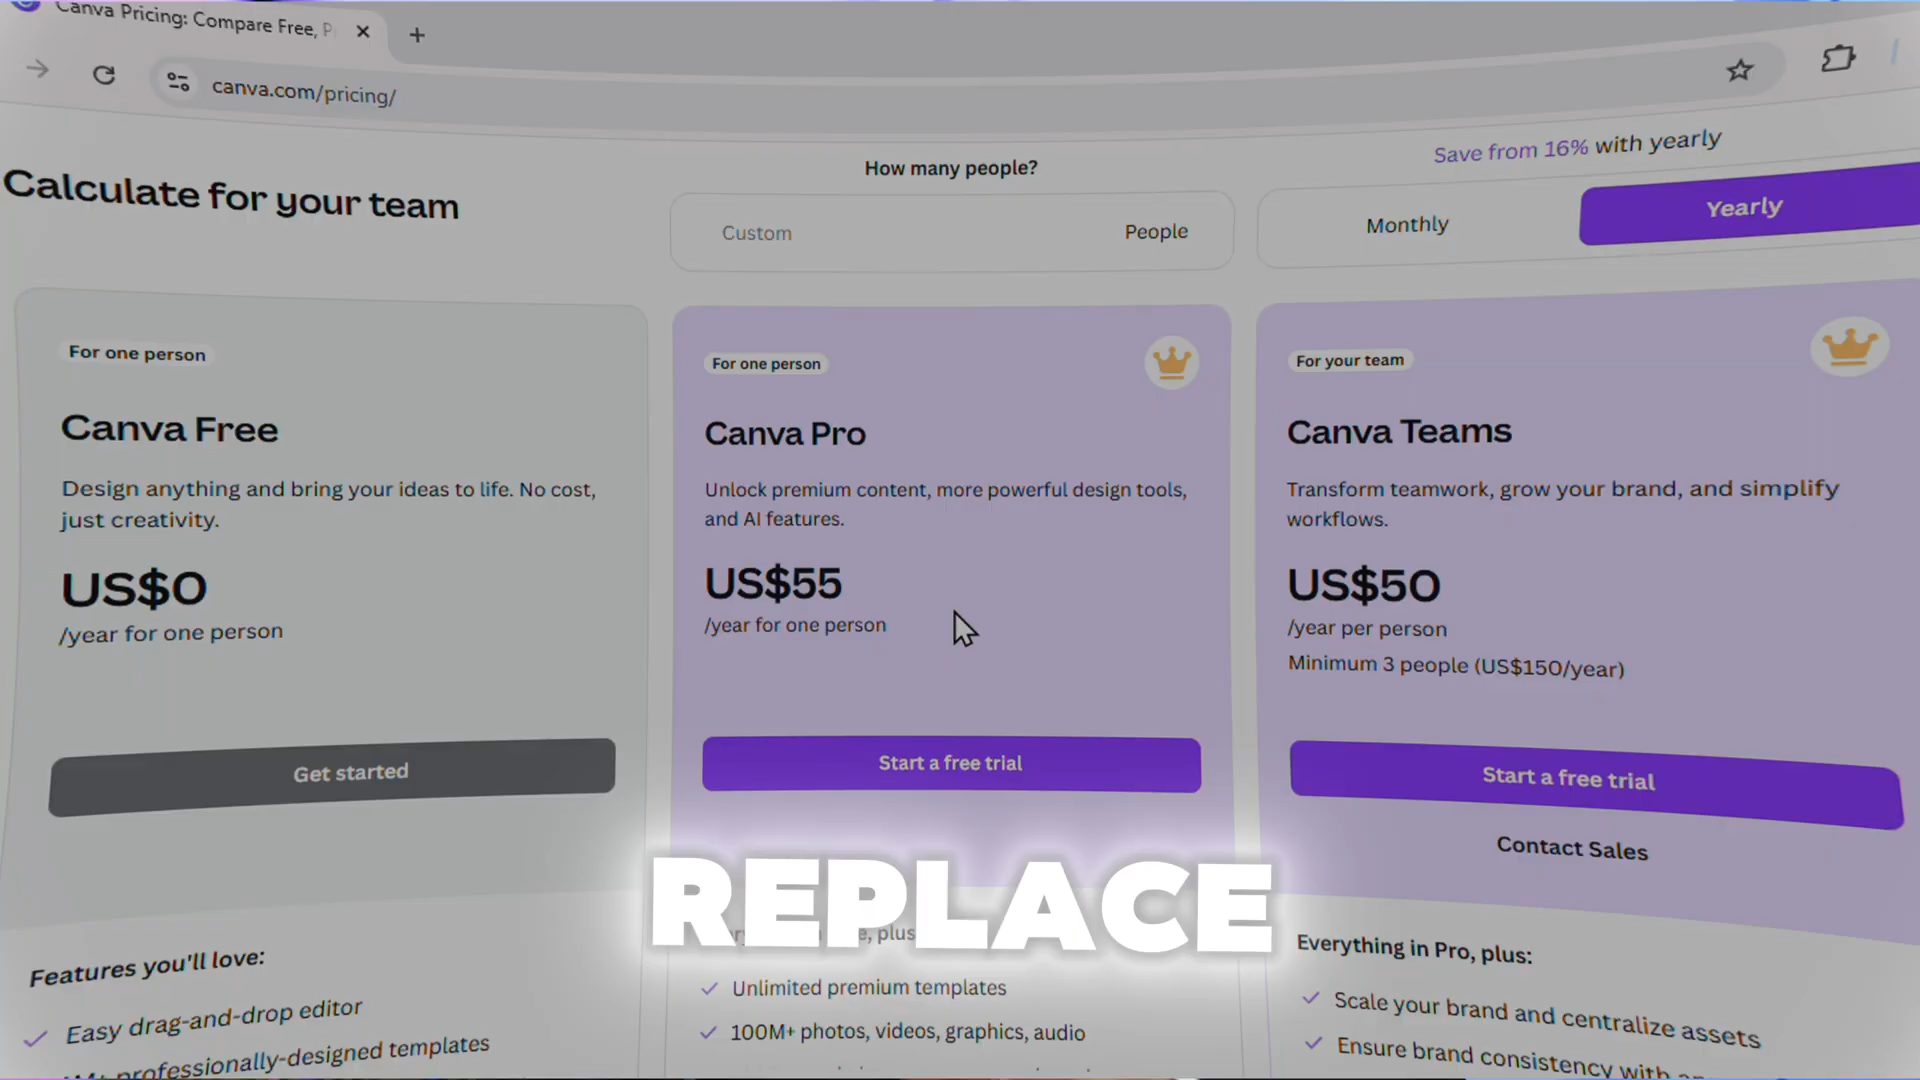 Canva Pricing: Compare Free, P
canva.com/pricing/
Calculate for your team
How many people?
Custom People
Save from 16% with yearly
Monthly Yearly
For one person
Canva Free
Design anything and bring your ideas to life. No cost,
just creativity.
US$0
/year for one person
Get started
Features you'll love:
Easy drag-and-drop editor
professionally-designed templates
For one person
Canva Pro
Unlock premium content, more powerful design tools,
and AI features.
US$55
/year for one person
Start a free trial
REPLACE
plus
Unlimited premium templates
100M+ photos, videos, graphics, audio
For your team
Canva Teams
Transform teamwork, grow your brand, and simplify
workflows.
US$50
/year per person
Minimum 3 people (US$150/year)
Start a free trial
Contact Sales
Everything in Pro, plus:
Scale your brand and centralize assets
Ensure brand consistency with